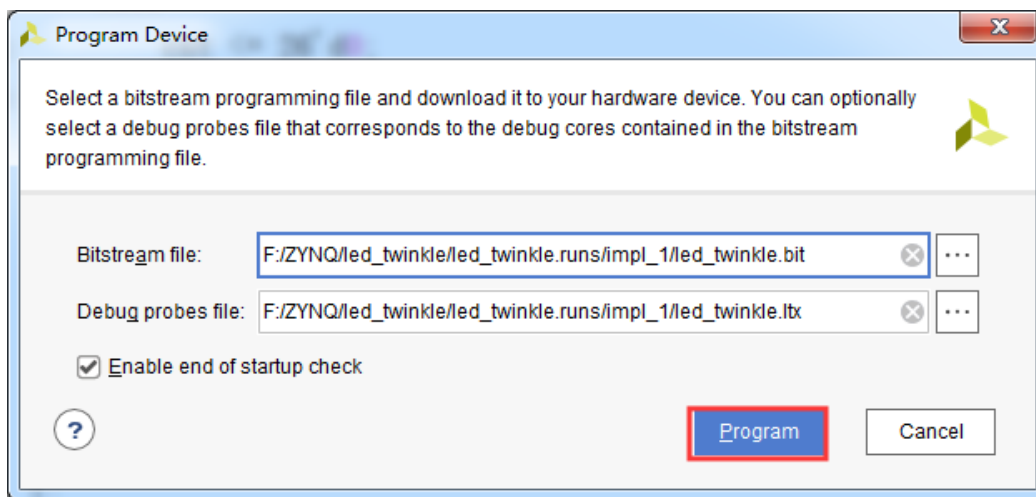 Program Device
Select a bitstream programming file and download it to your hardware device. You can optionally
select a debug probes file that corresponds to the debug cores contained in the bitstream
programming file.
Bitstream file: F:/ZYNQ/led_twinkle/led_twinkle.runs/impl_1/led_twinkle.bit ...
Debug probes file: F:/ZYNQ/led_twinkle/led_twinkle.runs/impl_1/led_twinkle.ltx ...
Enable end of startup check
? Program Cancel